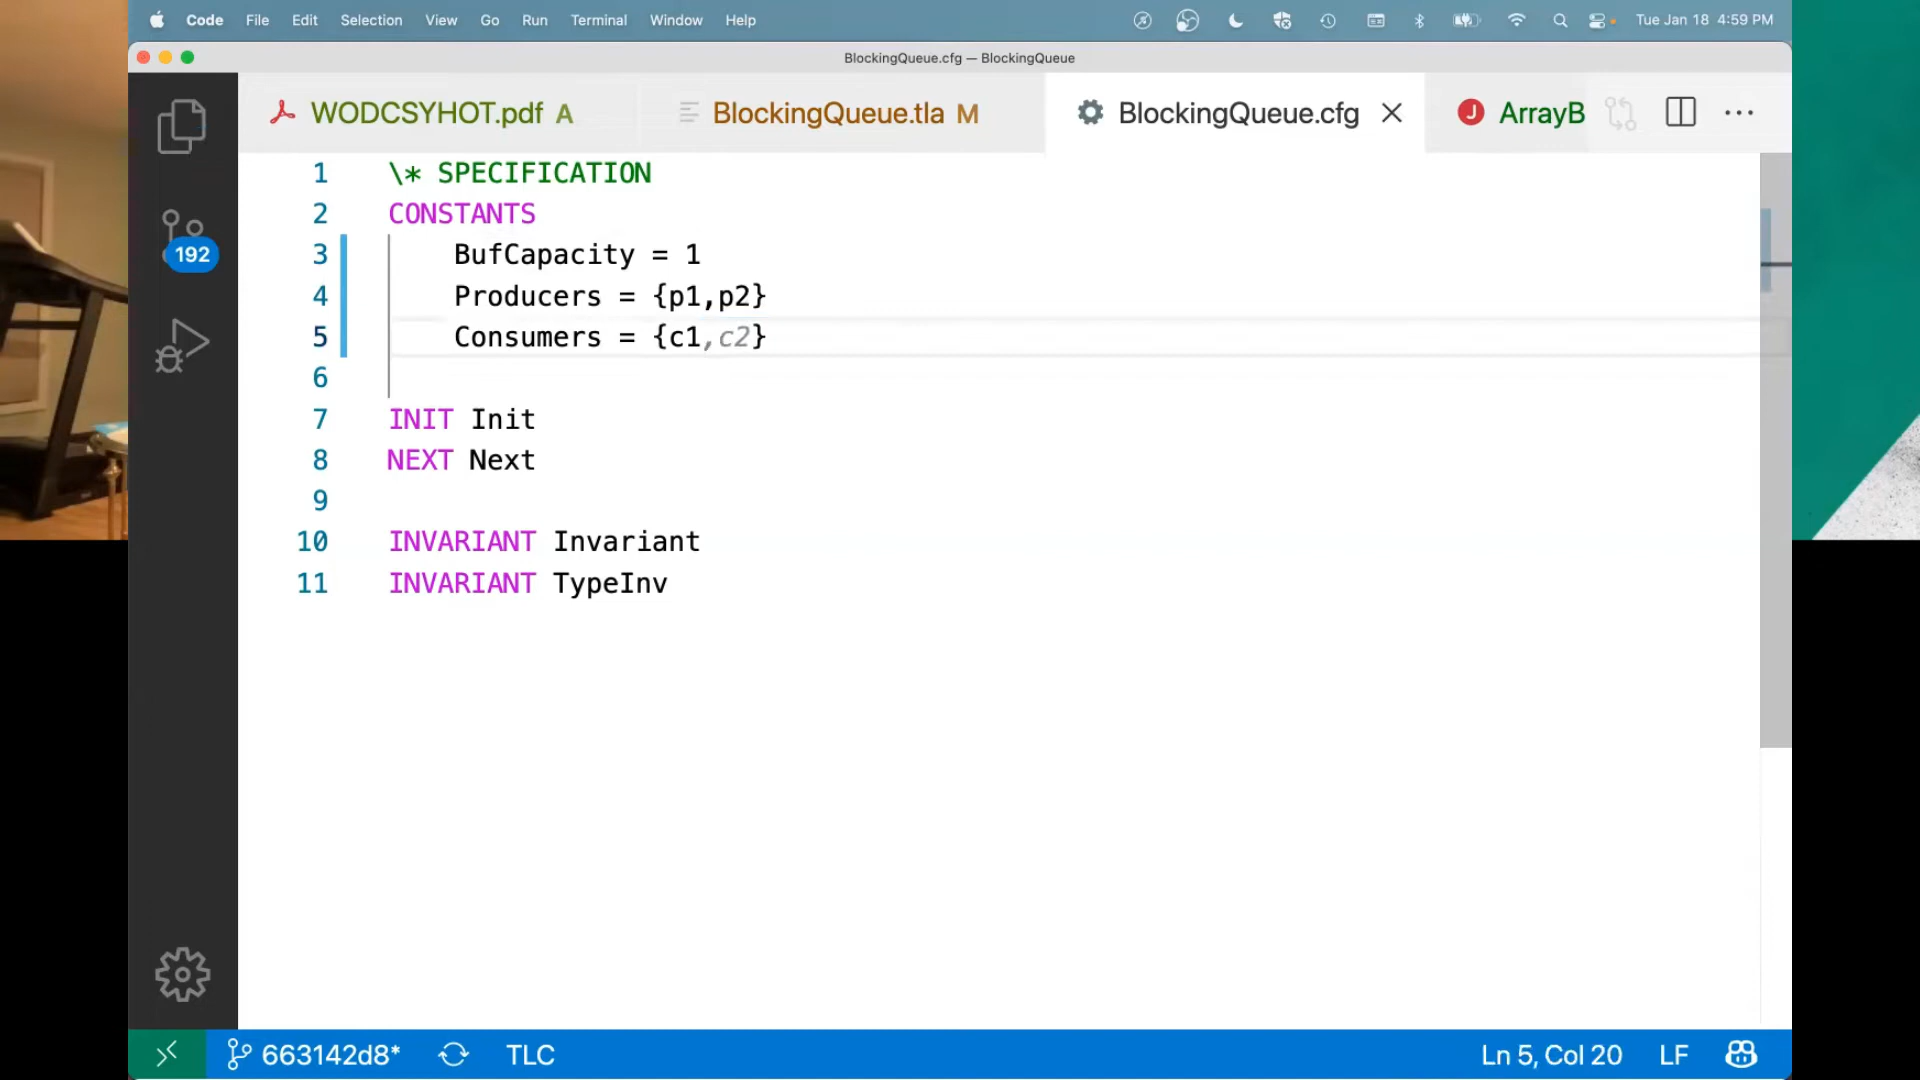 Code File Edit Selection View Go Run Terminal Window Help Tue Jan 18 4:59 PM
BlockingQueue.cfg — BlockingQueue
WODCSYHOT.pdf A BlockingQueue.tla M BlockingQueue.cfg ArrayB
192
1 \* SPECIFICATION
2 CONSTANTS
3 BufCapacity = 1
4 Producers = {p1,p2}
5 Consumers = {c1,c2}
6
7 INIT Init
8 NEXT Next
9
10 INVARIANT Invariant
11 INVARIANT TypeInv
663142d8* TLC Ln 5, Col 20 LF